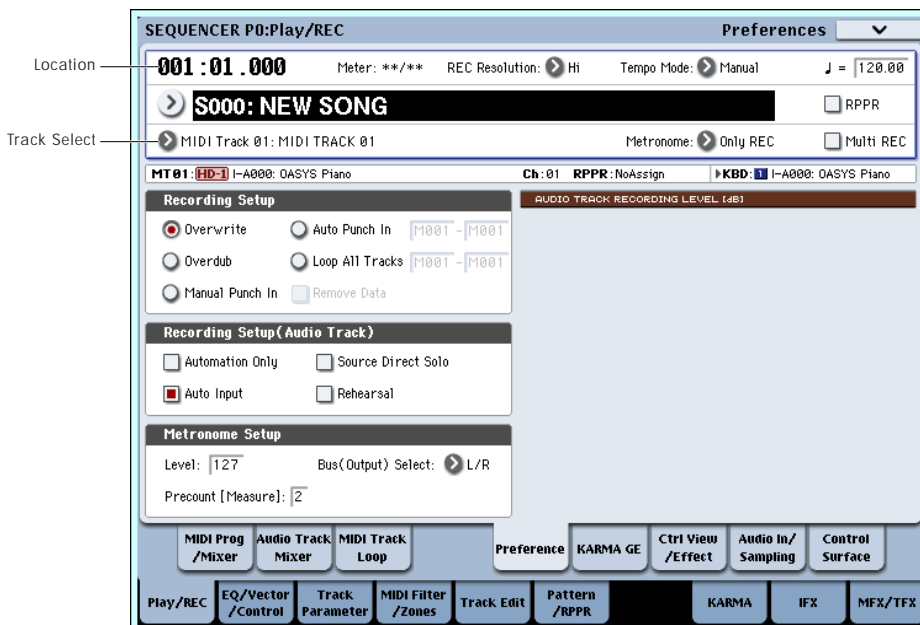 SEQUENCER P0:Play/REC Preferences
Location 001:01.000 Meter: **/** REC Resolution: Hi Tempo Mode: Manual ♩ = 120.00
S000: NEW SONG RPPR
Track Select MIDI Track 01: MIDI TRACK 01 Metronome: Only REC Multi REC
MT01: HD-1 I-A000: OASYS Piano Ch:01 RPPR:NoAssign KBD: 1 I-A000: OASYS Piano
Recording Setup AUDIO TRACK RECORDING LEVEL [dB]
Overwrite Auto Punch In M001 - M001
Overdub Loop All Tracks M001 - M001
Manual Punch In Remove Data
Recording Setup(Audio Track)
Automation Only Source Direct Solo
Auto Input Rehearsal
Metronome Setup
Level: 127 Bus(Output) Select: L/R
Precount [Measure]: 2
MIDI Prog /Mixer Audio Track Mixer MIDI Track Loop Preference KARMA GE Ctrl View /Effect Audio In/ Sampling Control Surface
Play/REC EQ/Vector /Control Track Parameter MIDI Filter /Zones Track Edit Pattern /RPPR KARMA IFX MFX/TFX